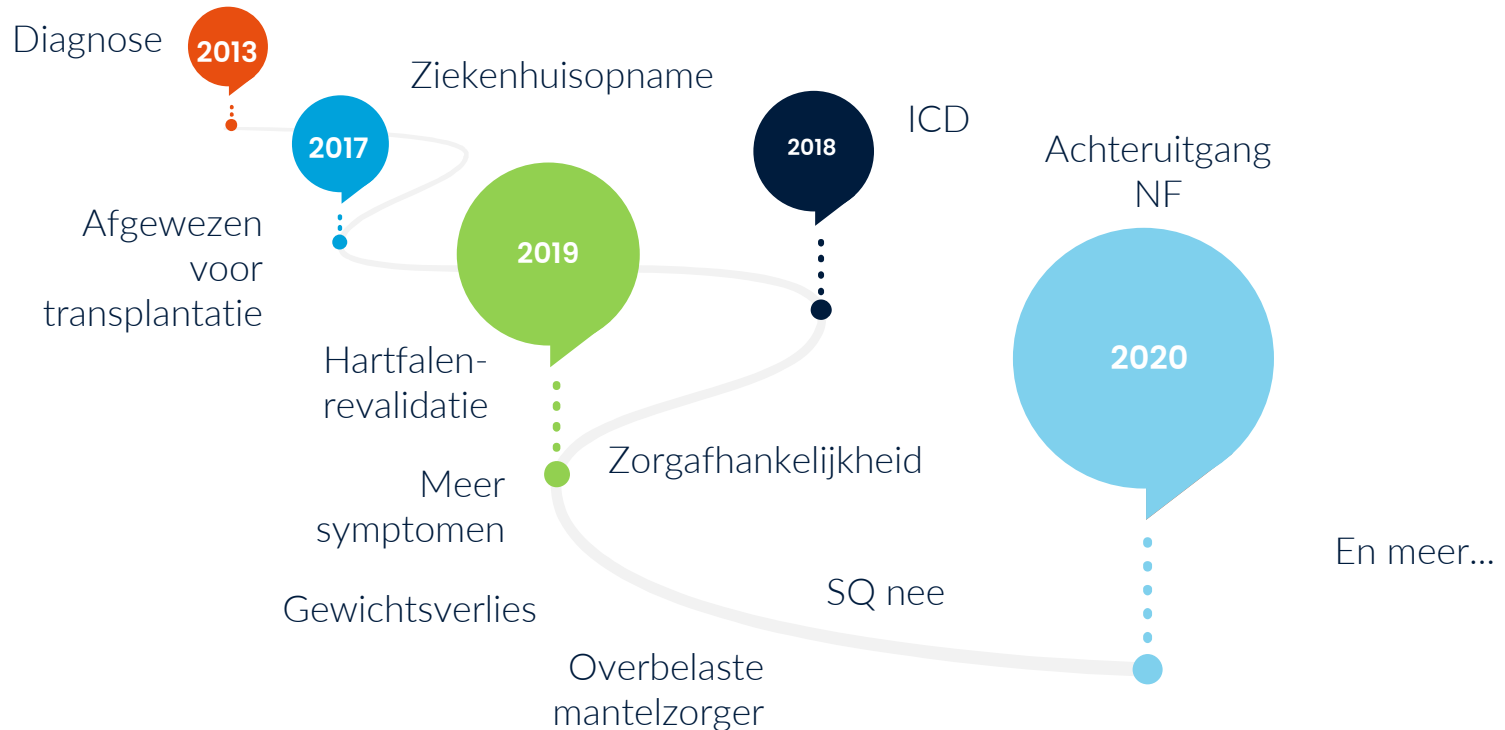 Diagnose
2013
Ziekenhuisopname
2017
2018
ICD
Achteruitgang
NF
Afgewezen
voor
transplantatie
2019
Hartfalen-
revalidatie
2020
Zorgafhankelijkheid
Meer
symptomen
En meer...
SQ nee
Gewichtsverlies
Overbelaste
mantelzorger